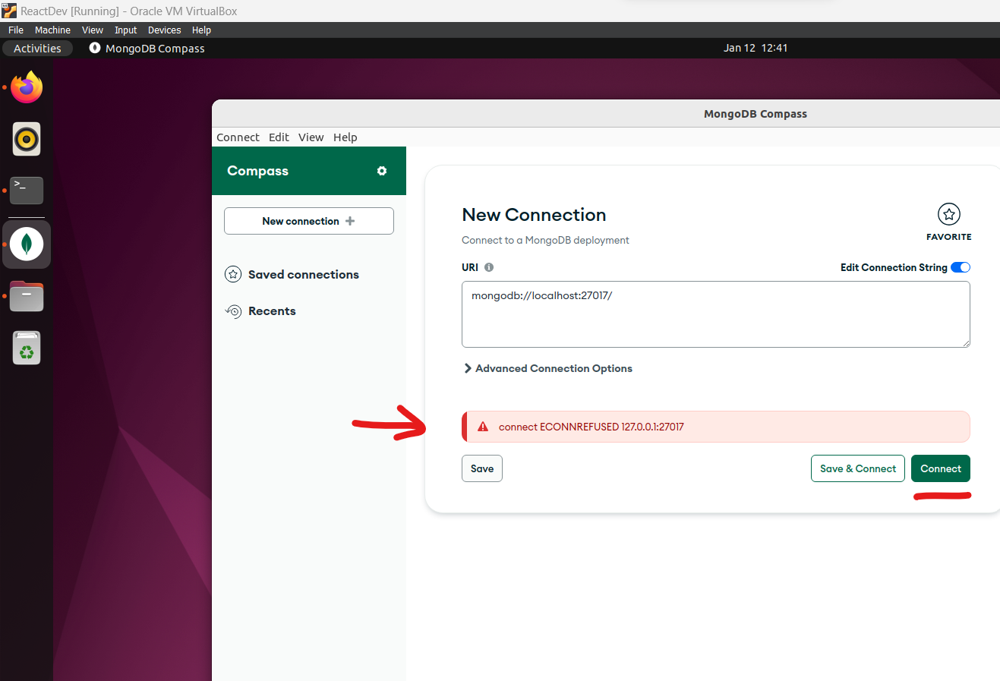 ReactDev [Running] - Oracle VM VirtualBox
File Machine View Input Devices Help
Activities MongoDB Compass Jan 12 12:41
MongoDB Compass
Connect Edit View Help
Compass
New connection
Saved connections
Recents
New Connection
Connect to a MongoDB deployment
FAVORITE
URI Edit Connection String
mongodb://localhost:27017/
Advanced Connection Options
connect ECONNREFUSED 127.0.0.1:27017
Save Save & Connect Connect